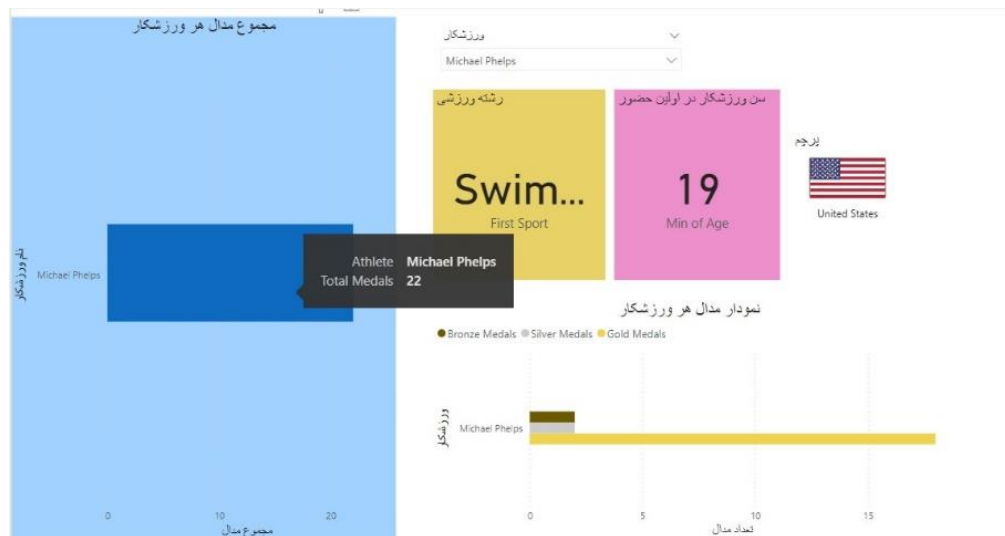 مجموع مدال هر ورزشکار
نام ورزشکار
Michael Phelps
Athlete Michael Phelps
Total Medals 22
0 10 20
مجموع مدال
ورزشکار
Michael Phelps
رشته ورزشی
Swim...
First Sport
سن ورزشکار در اولین حضور
19
Min of Age
پرچم
United States
نمودار مدال هر ورزشکار
Bronze Medals Silver Medals Gold Medals
ورزشکار
Michael Phelps
0 5 10 15
تعداد مدال